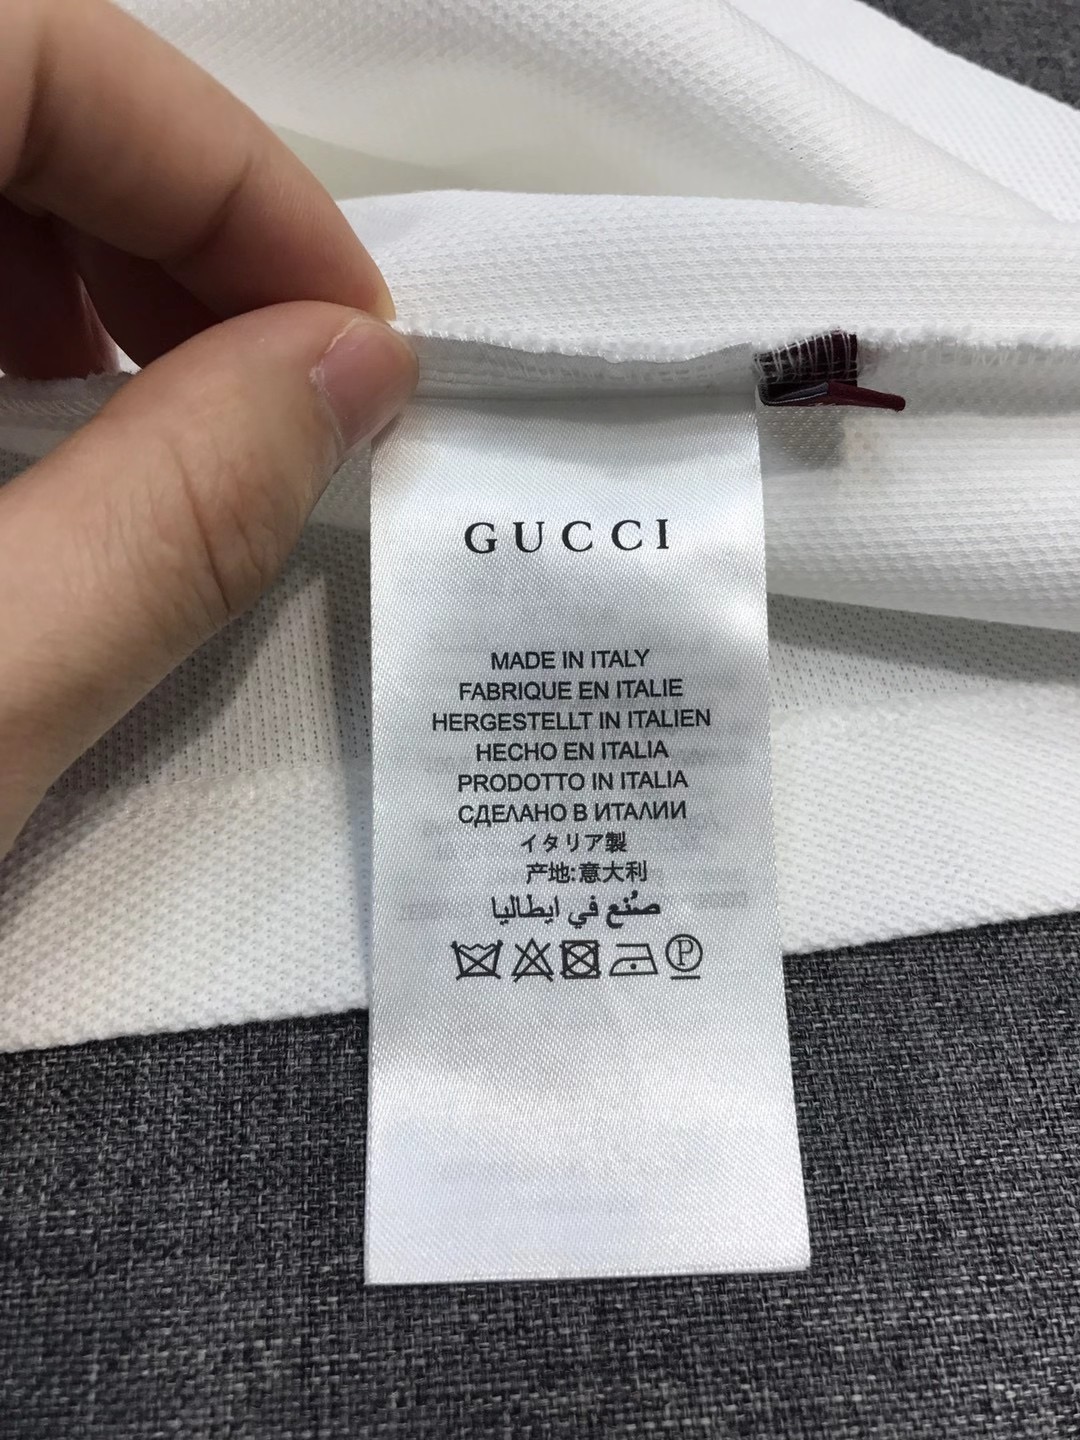 GUCCI
MADE IN ITALY
FABRIQUE EN ITALIE
HERGESTELLT IN ITALIEN
HECHO EN ITALIA
PRODOTTO IN ITALIA
СДЕЛАНО В ИТАЛИИ
イタリア製
产地:意大利
صُنع في ايطاليا
P